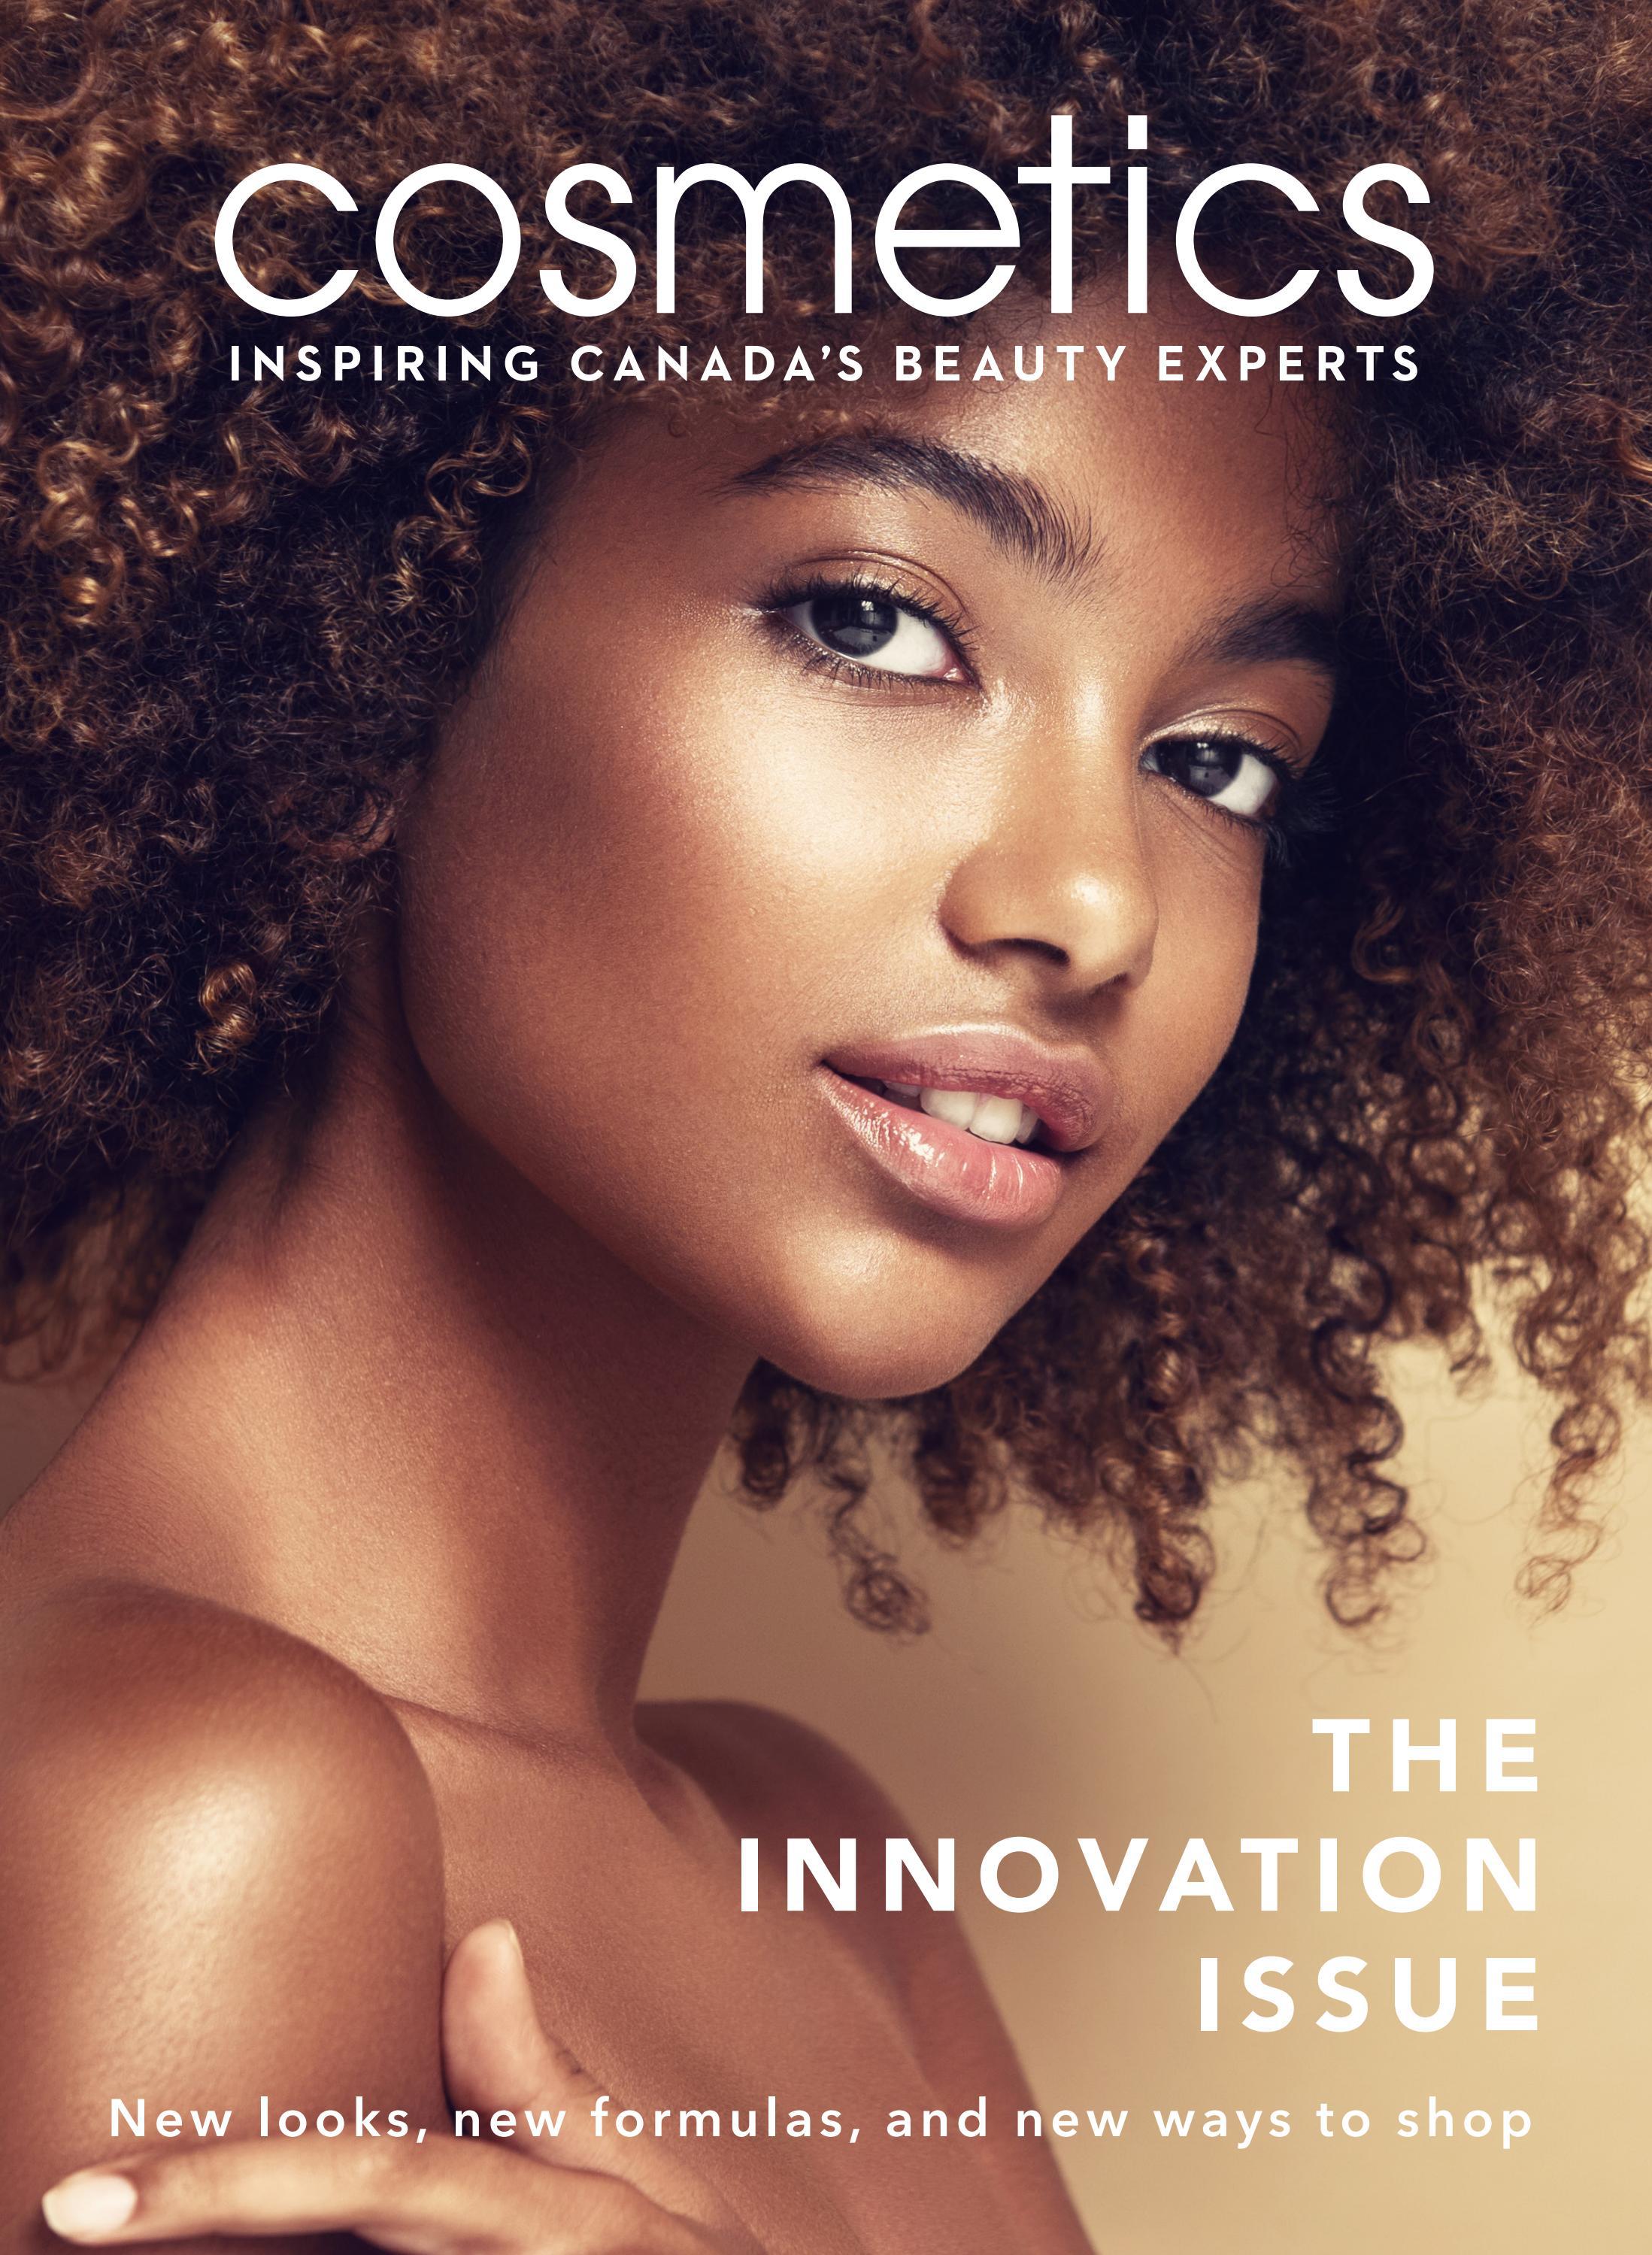 cosmetics
INSPIRING CANADA'S BEAUTY EXPERTS
THE
INNOVATION
ISSUE
New looks, new formulas, and new ways to shop